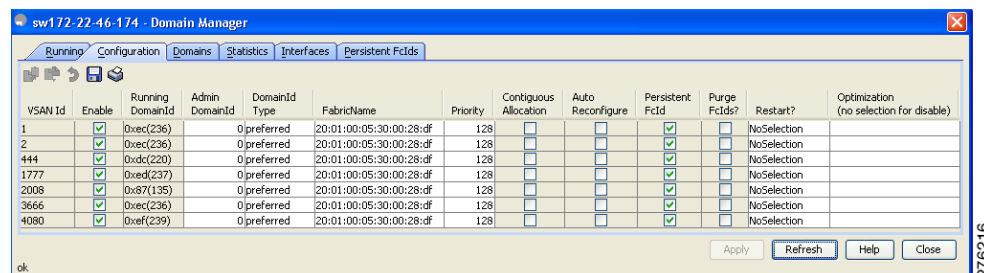 sw172-22-46-174 - Domain Manager
Running Configuration Domains Statistics Interfaces Persistent FcIds
VSAN Id Enable Running DomainId Admin DomainId DomainId Type FabricName Priority Contiguous Allocation Auto Reconfigure Persistent FcId Purge FcIds? Restart? Optimization (no selection for disable)
1 0xec(236) 0 preferred 20:01:00:05:30:00:28:df 128 NoSelection
2 0xec(236) 0 preferred 20:01:00:05:30:00:28:df 128 NoSelection
444 0xdc(220) 0 preferred 20:01:00:05:30:00:28:df 128 NoSelection
1777 0xed(237) 0 preferred 20:01:00:05:30:00:28:df 128 NoSelection
2008 0x87(135) 0 preferred 20:01:00:05:30:00:28:df 128 NoSelection
3666 0xec(236) 0 preferred 20:01:00:05:30:00:28:df 128 NoSelection
4080 0xef(239) 0 preferred 20:01:00:05:30:00:28:df 128 NoSelection
Apply Refresh Help Close
ok